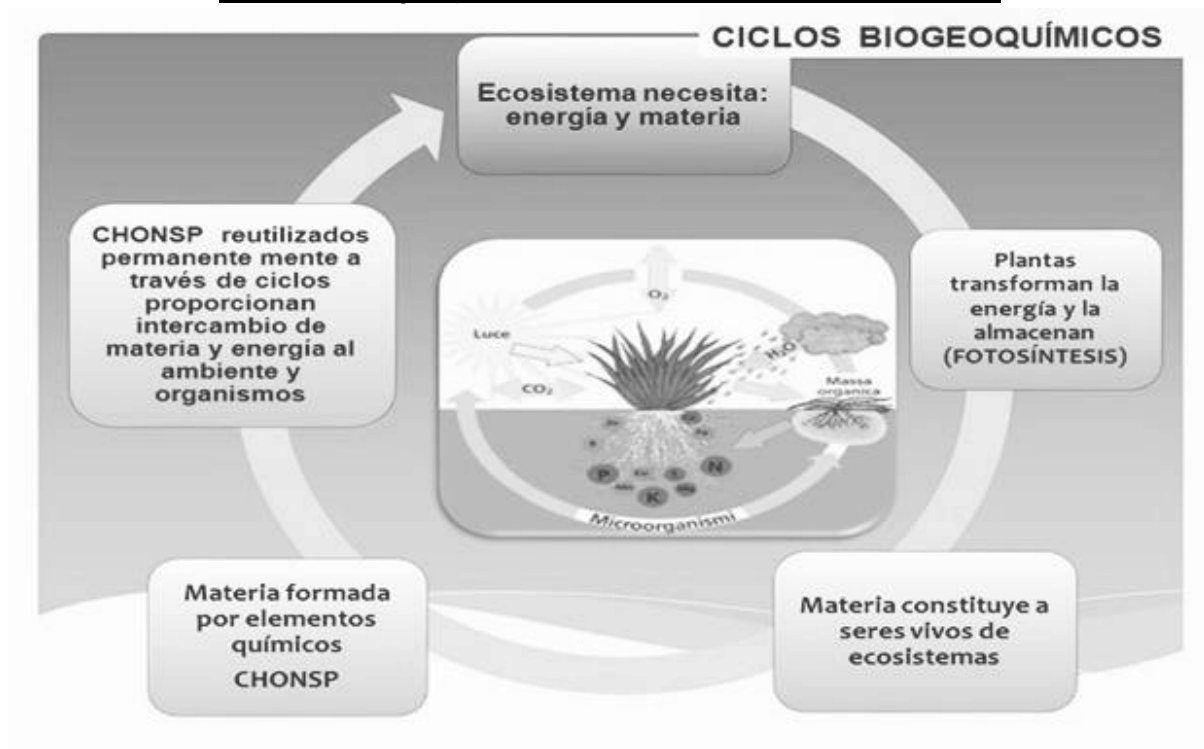 CICLOS BIOGEOQUÍMICOS
Ecosistema necesita:
energía y materia
Plantas
transforman la
energía y la
almacenan
(FOTOSÍNTESIS)
Materia constituye a
seres vivos de
ecosistemas
Materia formada
por elementos
químicos
CHONSP
CHONSP reutilizados
permanente mente a
través de ciclos
proporcionan
intercambio de
materia y energía al
ambiente y
organismos
O₂
Luce
H₂O
CO₂
Massa
organica
P
K
N
Microorganismi